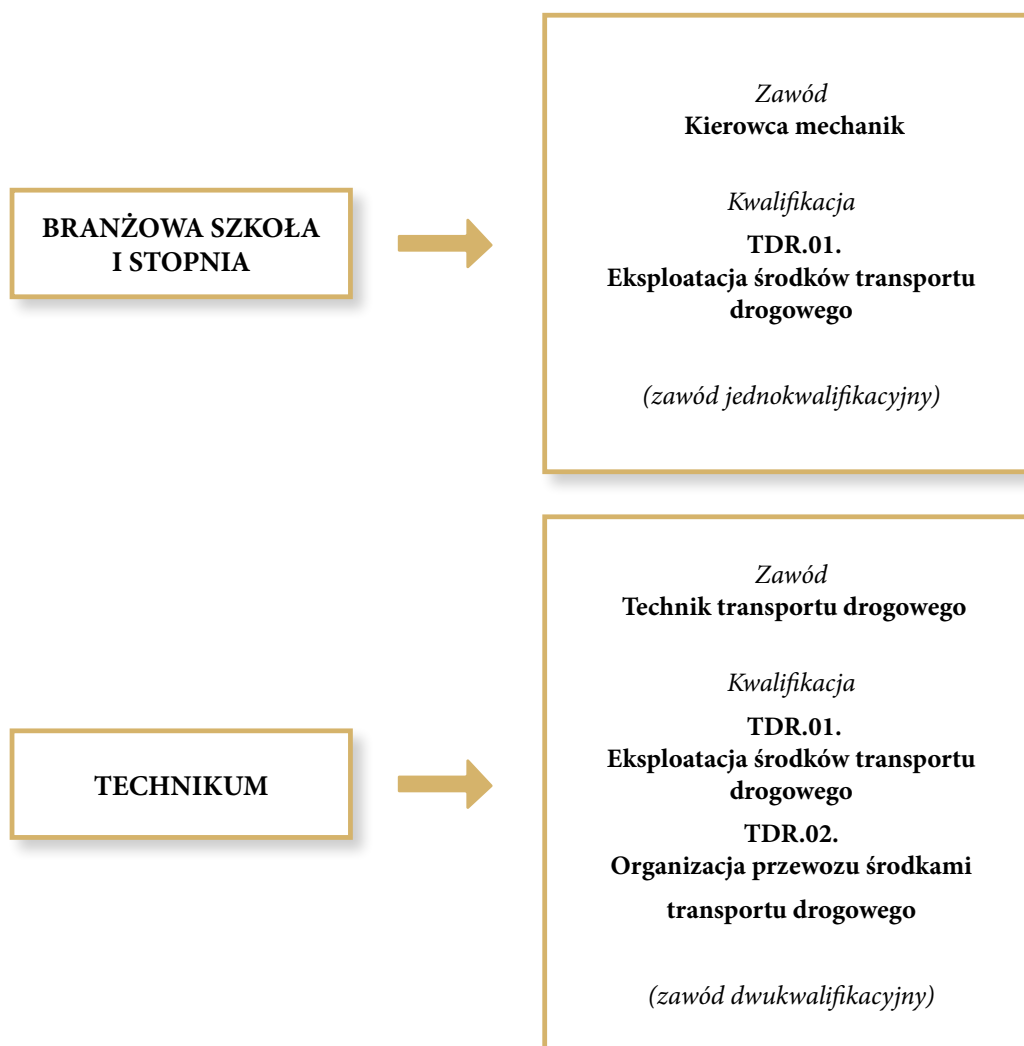 BRANŻOWA SZKOŁA
I STOPNIA
Zawód
Kierowca mechanik
Kwalifikacja
TDR.01.
Eksploatacja środków transportu
drogowego
(zawód jednokwalifikacyjny)
TECHNIKUM
Zawód
Technik transportu drogowego
Kwalifikacja
TDR.01.
Eksploatacja środków transportu
drogowego
TDR.02.
Organizacja przewozu środkami
transportu drogowego
(zawód dwukwalifikacyjny)